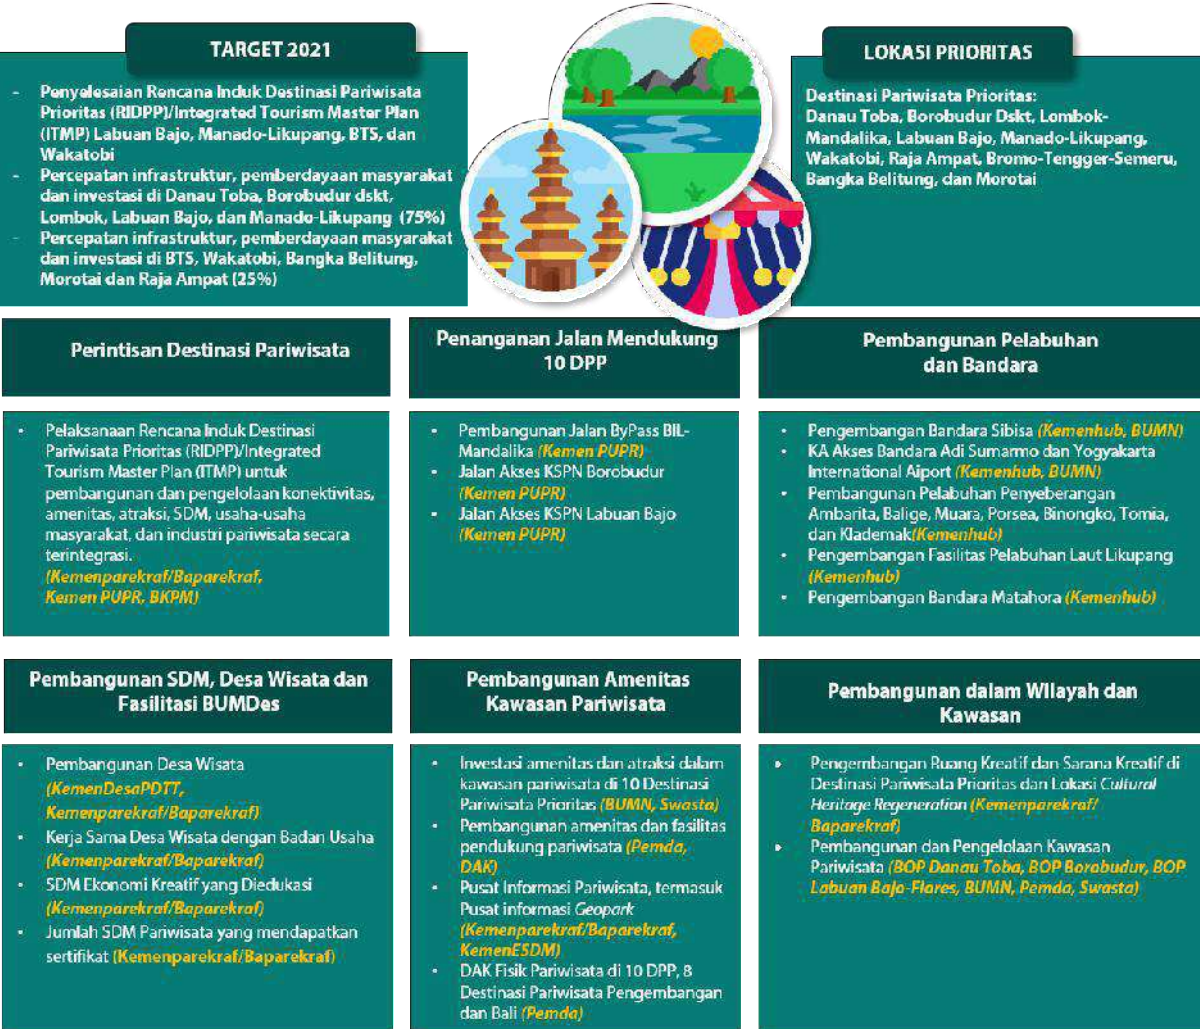 TARGET 2021
- Penyelesaian Rencana Induk Destinasi Pariwisata
Prioritas (RIDPP)/Integrated Tourism Master Plan
(ITMP) Labuan Bajo, Manado-Likupang, BTS, dan
Wakatobi
- Percepatan infrastruktur, pemberdayaan masyarakat
dan investasi di Danau Toba, Borobudur dskt,
Lombok, Labuan Bajo, dan Manado-Likupang (75%)
- Percepatan infrastruktur, pemberdayaan masyarakat
dan investasi di BTS, Wakatobi, Bangka Belitung,
Morotai dan Raja Ampat (25%)
LOKASI PRIORITAS
Destinasi Pariwisata Prioritas:
Danau Toba, Borobudur Dskt, Lombok-
Mandalika, Labuan Bajo, Manado-Likupang,
Wakatobi, Raja Ampat, Bromo-Tengger-Semeru,
Bangka Belitung, dan Morotai
Perintisan Destinasi Pariwisata
• Pelaksanaan Rencana Induk Destinasi
Pariwisata Prioritas (RIDPP)/Integrated
Tourism Master Plan (ITMP) untuk
pembangunan dan pengelolaan konektivitas,
amenitas, atraksi, SDM, usaha-usaha
masyarakat, dan industri pariwisata secara
terintegrasi.
(Kemenparekraf/Baparekraf,
Kemen PUPR, BKPM)
Penanganan Jalan Mendukung
10 DPP
• Pembangunan Jalan ByPass BIL-
Mandalika (Kemen PUPR)
• Jalan Akses KSPN Borobudur
(Kemen PUPR)
• Jalan Akses KSPN Labuan Bajo
(Kemen PUPR)
Pembangunan Pelabuhan
dan Bandara
• Pengembangan Bandara Sibisa (Kemenhub, BUMN)
• KA Akses Bandara Adi Sumarmo dan Yogyakarta
International Aiport (Kemenhub, BUMN)
• Pembangunan Pelabuhan Penyeberangan
Ambarita, Balige, Muara, Porsea, Binongko, Tomia,
dan Klademak(Kemenhub)
• Pengembangan Fasilitas Pelabuhan Laut Likupang
(Kemenhub)
• Pengembangan Bandara Matahora (Kemenhub)
Pembangunan SDM, Desa Wisata dan
Fasilitasi BUMDes
• Pembangunan Desa Wisata
(KemenDesaPDTT,
Kemenparekraf/Baparekraf)
• Kerja Sama Desa Wisata dengan Badan Usaha
(Kemenparekraf/Baparekraf)
• SDM Ekonomi Kreatif yang Diedukasi
(Kemenparekraf/Baparekraf)
• Jumlah SDM Pariwisata yang mendapatkan
sertifikat (Kemenparekraf/Baparekraf)
Pembangunan Amenitas
Kawasan Pariwisata
• Investasi amenitas dan atraksi dalam
kawasan pariwisata di 10 Destinasi
Pariwisata Prioritas (BUMN, Swasta)
• Pembangunan amenitas dan fasilitas
pendukung pariwisata (Pemda,
DAK)
• Pusat Informasi Pariwisata, termasuk
Pusat informasi Geopark
(Kemenparekraf/Baparekraf,
KemenESDM)
• DAK Fisik Pariwisata di 10 DPP, 8
Destinasi Pariwisata Pengembangan
dan Bali (Pemda)
Pembangunan dalam WIlayah dan
Kawasan
• Pengembangan Ruang Kreatif dan Sarana Kreatif di
Destinasi Pariwisata Prioritas dan Lokasi Cultural
Heritage Regeneration (Kemenparekraf/
Baparekraf)
• Pembangunan dan Pengelolaan Kawasan
Pariwisata (BOP Danau Toba, BOP Borobudur, BOP
Labuan Bajo-Flores, BUMN, Pemda, Swasta)